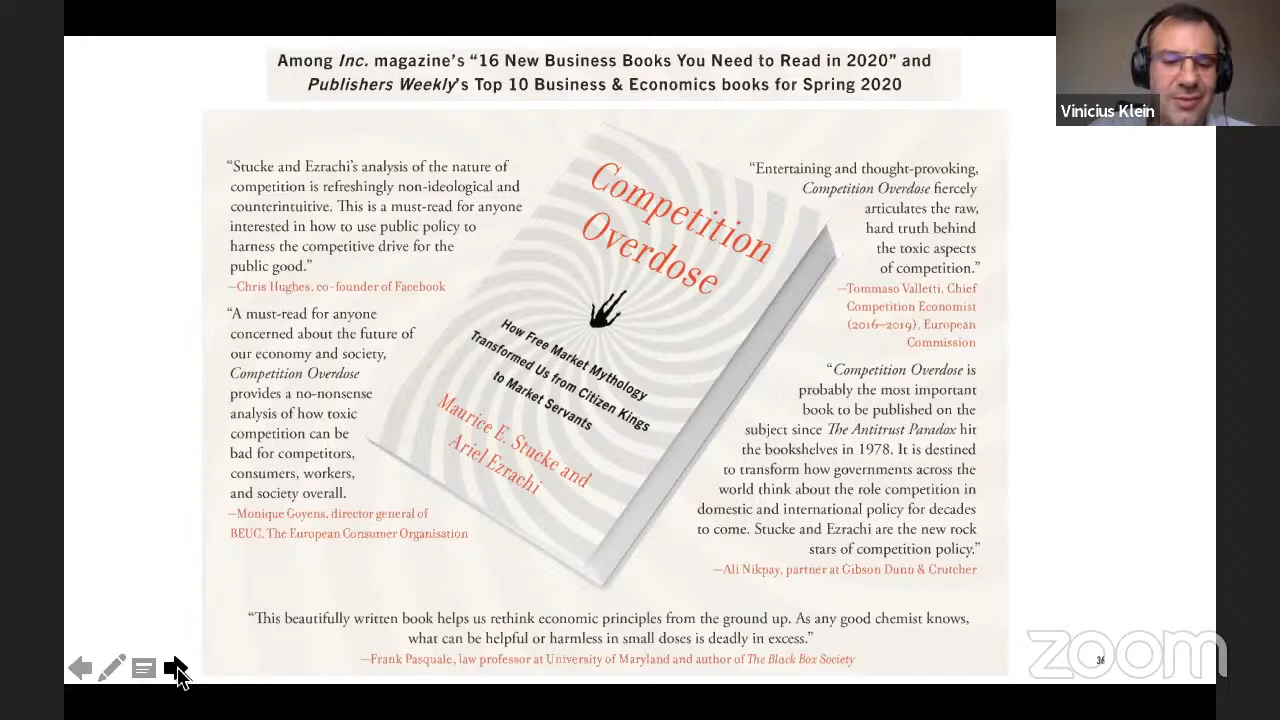 Among Inc. magazine's “16 New Business Books You Need to Read in 2020” and
Publishers Weekly's Top 10 Business & Economics books for Spring 2020
Vinicius Klein
“Stucke and Ezrachi's analysis of the nature of
competition is refreshingly non-ideological and
counterintuitive. This is a must-read for anyone
interested in how to use public policy to
harness the competitive drive for the
public good.”
—Chris Hughes, co-founder of Facebook
“A must-read for anyone
concerned about the future of
our economy and society,
Competition Overdose
provides a no-nonsense
analysis of how toxic
competition can be
bad for competitors,
consumers, workers,
and society overall.
—Monique Goyens, director general of
BEUC, The European Consumer Organisation
Competition
Overdose
How Free Market Mythology
Transformed Us from Citizen Kings
to Market Servants
Maurice E. Stucke and
Ariel Ezrachi
“Entertaining and thought-provoking,
Competition Overdose fiercely
articulates the raw,
hard truth behind
the toxic aspects
of competition.”
—Tommaso Valletti, Chief
Competition Economist
(2016–2019), European
Commission
“Competition Overdose is
probably the most important
book to be published on the
subject since The Antitrust Paradox hit
the bookshelves in 1978. It is destined
to transform how governments across the
world think about the role competition in
domestic and international policy for decades
to come. Stucke and Ezrachi are the new rock
stars of competition policy.”
—Ali Nikpay, partner at Gibson Dunn & Crutcher
“This beautifully written book helps us rethink economic principles from the ground up. As any good chemist knows,
what can be helpful or harmless in small doses is deadly in excess.”
—Frank Pasquale, law professor at University of Maryland and author of The Black Box Society
zoom